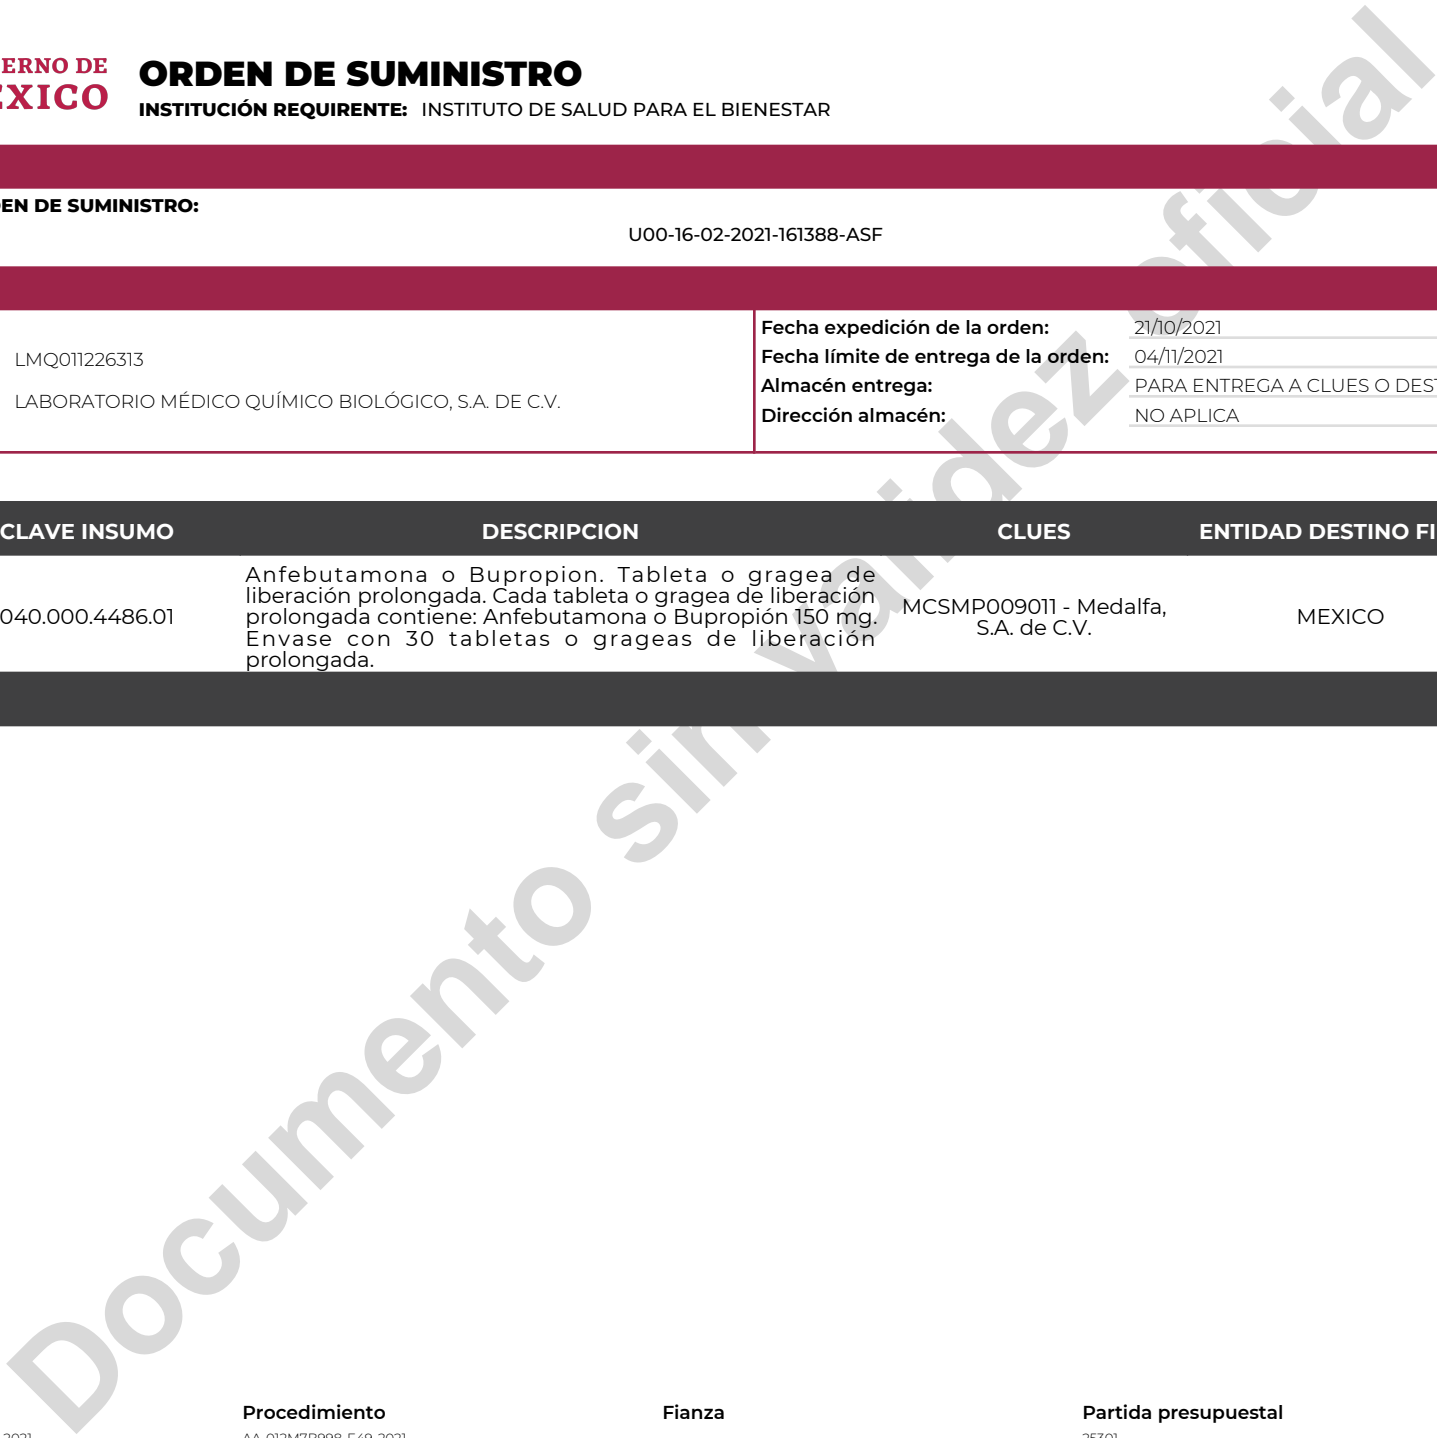 ERNO DE
EXICO
ORDEN DE SUMINISTRO
INSTITUCIÓN REQUIRENTE: INSTITUTO DE SALUD PARA EL BIENESTAR
EN DE SUMINISTRO:
U00-16-02-2021-161388-ASF
LMQ011226313
LABORATORIO MÉDICO QUÍMICO BIOLÓGICO, S.A. DE C.V.
Fecha expedición de la orden: 21/10/2021
Fecha límite de entrega de la orden: 04/11/2021
Almacén entrega: PARA ENTREGA A CLUES O DEST
Dirección almacén: NO APLICA
CLAVE INSUMO DESCRIPCION CLUES ENTIDAD DESTINO FI
040.000.4486.01
Anfebutamona o Bupropion. Tableta o gragea de
liberación prolongada. Cada tableta o gragea de liberación
prolongada contiene: Anfebutamona o Bupropión 150 mg.
Envase con 30 tabletas o grageas de liberación
prolongada.
MCSMP009011 - Medalfa,
S.A. de C.V.
MEXICO
Documento sin validez oficial
Procedimiento Fianza Partida presupuestal